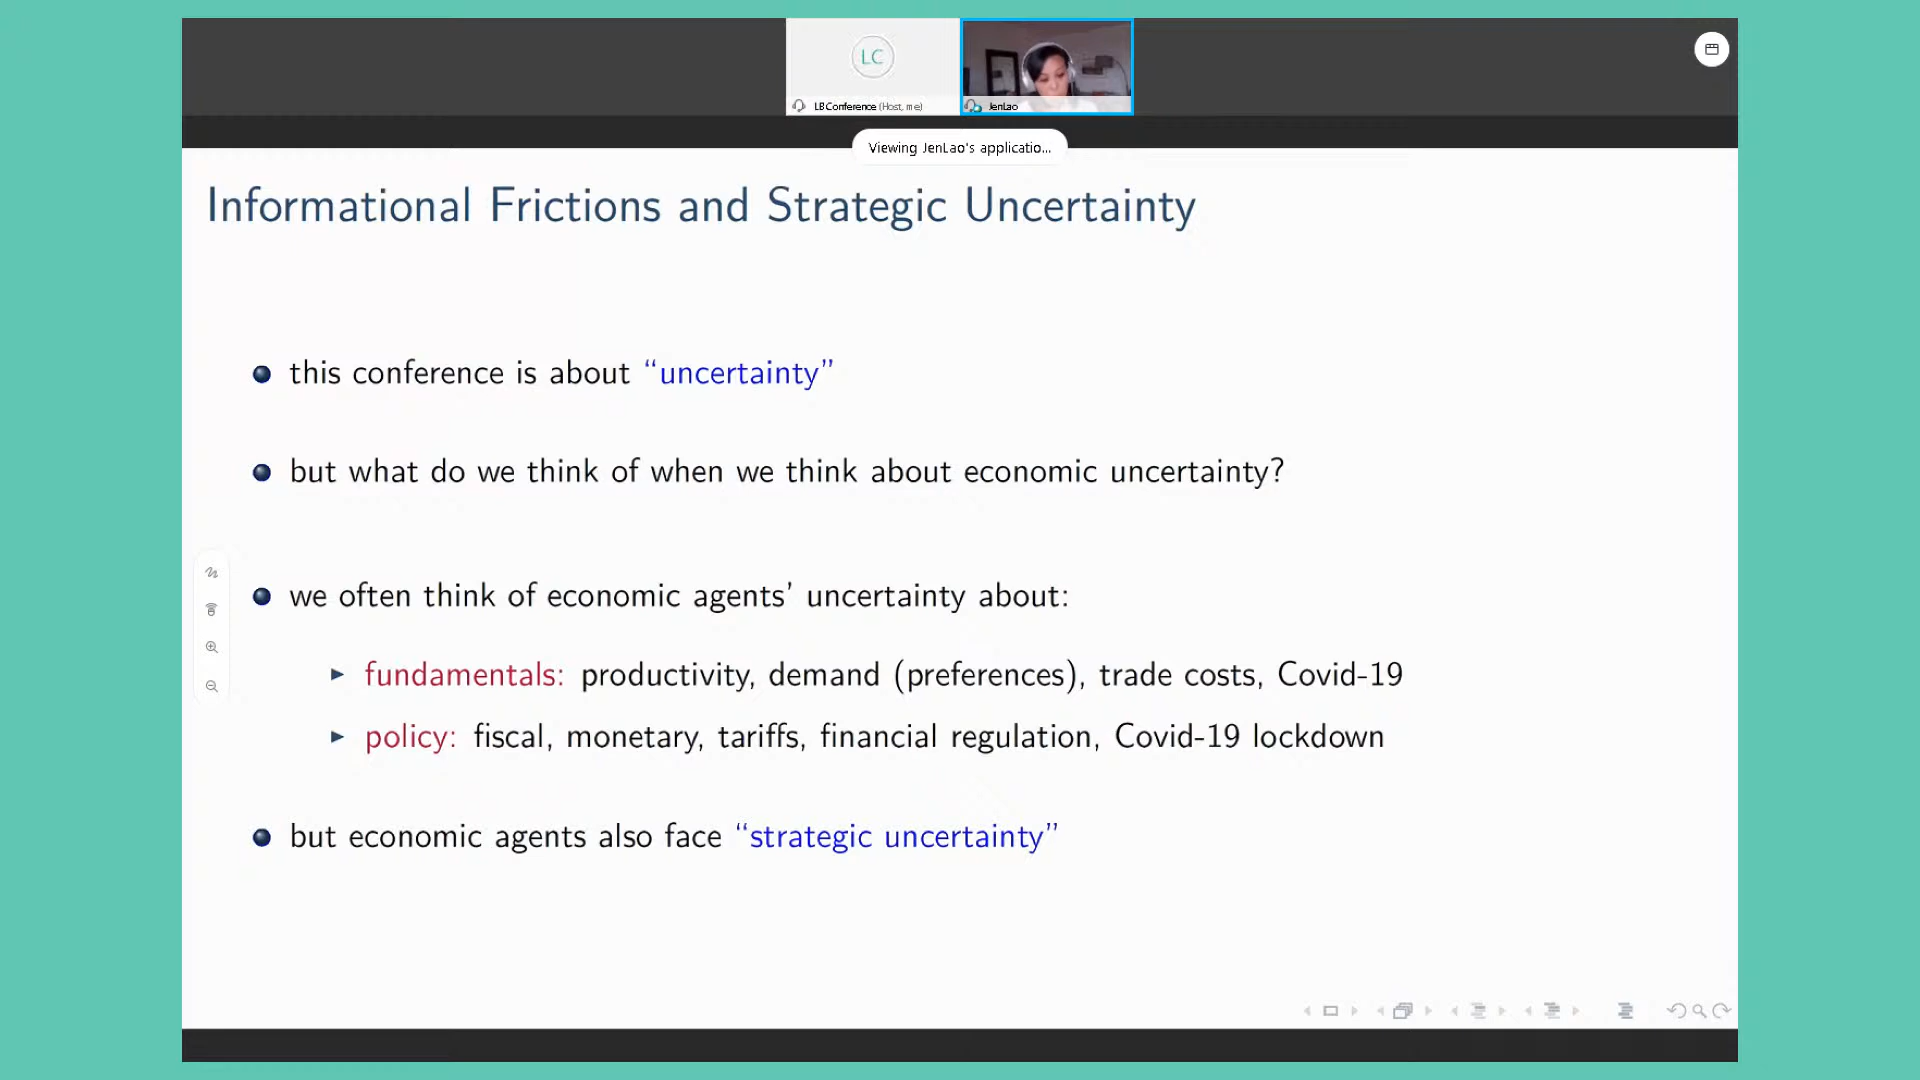 LC
LB Conference (Host, me)
JenLao
Viewing JenLao's applicatio...
Informational Frictions and Strategic Uncertainty
this conference is about “uncertainty”
but what do we think of when we think about economic uncertainty?
we often think of economic agents’ uncertainty about:
fundamentals: productivity, demand (preferences), trade costs, Covid-19
policy: fiscal, monetary, tariffs, financial regulation, Covid-19 lockdown
but economic agents also face “strategic uncertainty”